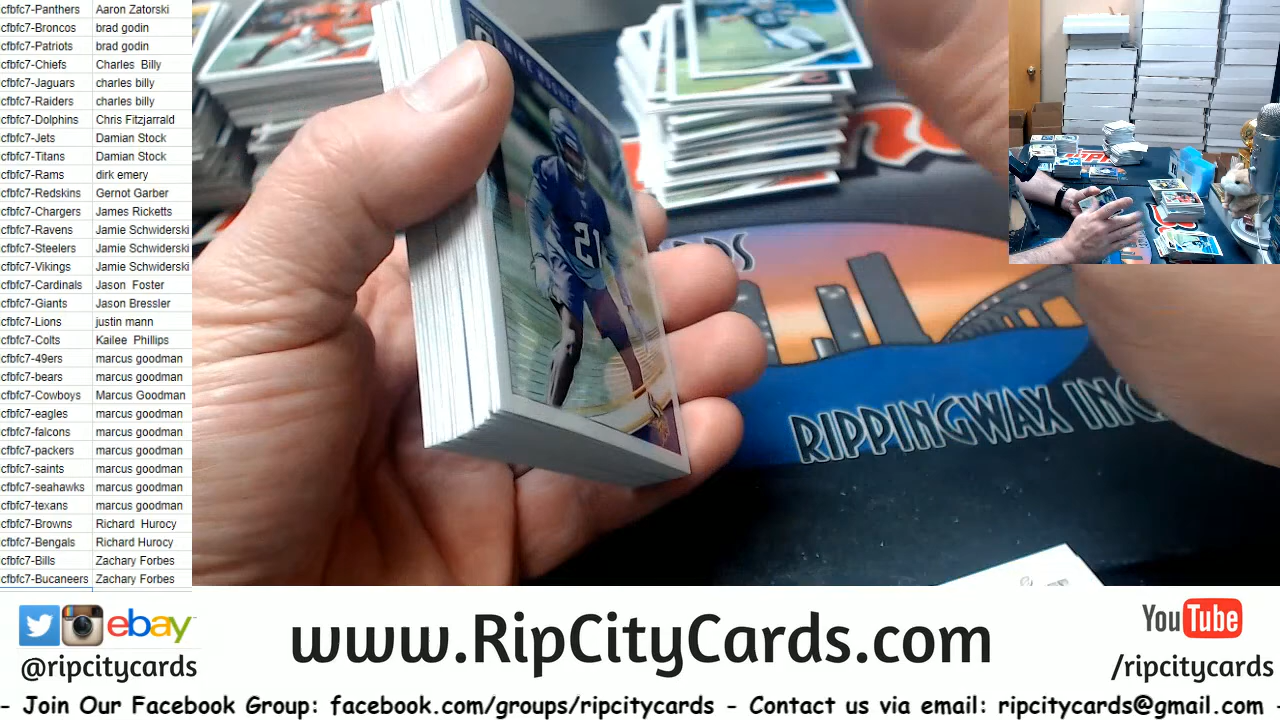 cfbfc7-Panthers Aaron Zatorski
cfbfc7-Broncos brad godin
cfbfc7-Patriots brad godin
cfbfc7-Chiefs Charles Billy
cfbfc7-Jaguars charles billy
cfbfc7-Raiders charles billy
cfbfc7-Dolphins Chris Fitzjarrald
cfbfc7-Jets Damian Stock
cfbfc7-Titans Damian Stock
cfbfc7-Rams dirk emery
cfbfc7-Redskins Gernot Garber
cfbfc7-Chargers James Ricketts
cfbfc7-Ravens Jamie Schwiderski
cfbfc7-Steelers Jamie Schwiderski
cfbfc7-Vikings Jamie Schwiderski
cfbfc7-Cardinals Jason Foster
cfbfc7-Giants Jason Bressler
cfbfc7-Lions justin mann
cfbfc7-Colts Kailee Phillips
cfbfc7-49ers marcus goodman
cfbfc7-bears marcus goodman
cfbfc7-Cowboys Marcus Goodman
cfbfc7-eagles marcus goodman
cfbfc7-falcons marcus goodman
cfbfc7-packers marcus goodman
cfbfc7-saints marcus goodman
cfbfc7-seahawks marcus goodman
cfbfc7-texans marcus goodman
cfbfc7-Browns Richard Hurocy
cfbfc7-Bengals Richard Hurocy
cfbfc7-Bills Zachary Forbes
cfbfc7-Bucaneers Zachary Forbes
MIKE
21
RIPPINGWAX INC
ebay
@ripcitycards
www.RipCityCards.com
YouTube
/ripcitycards
- Join Our Facebook Group: facebook.com/groups/ripcitycards - Contact us via email: ripcitycards@gmail.com -